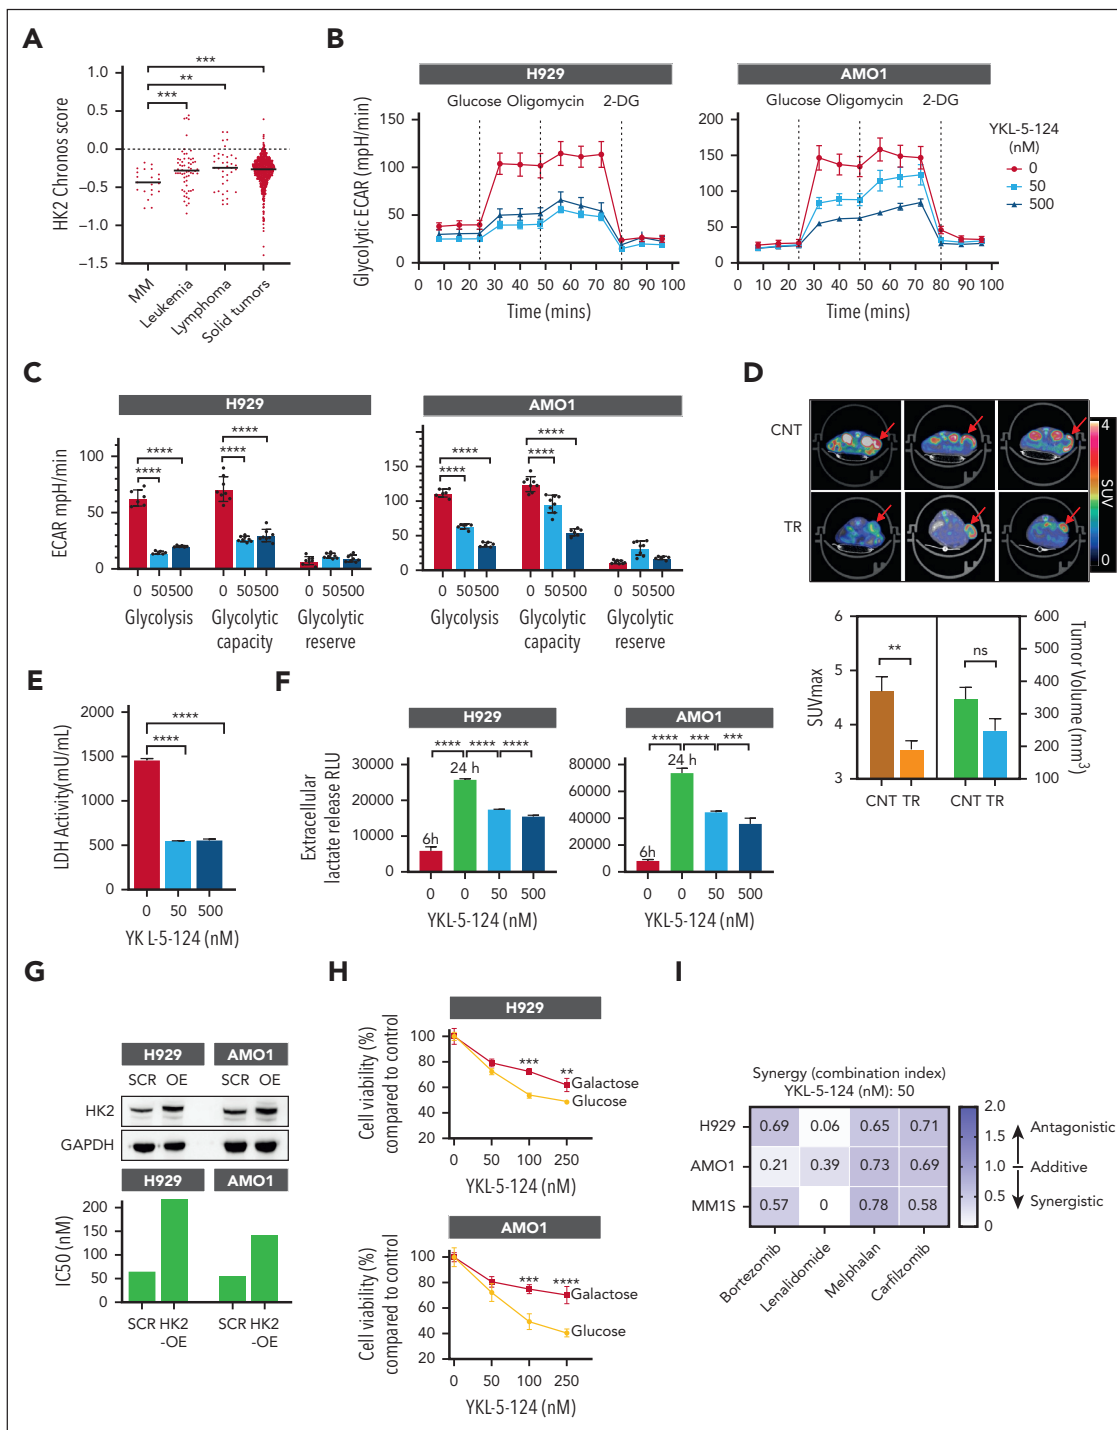 A
***
**
***
HK2 Chronos score
1.0
0.5
0.0
−0.5
−1.0
−1.5
MM
Leukemia
Lymphoma
Solid tumors
B
H929
AMO1
Glucose Oligomycin 2-DG
Glucose Oligomycin 2-DG
Glycolytic ECAR (mpH/min)
150
100
50
0
0 10 20 30 40 50 60 70 80 90 100
Time (mins)
200
150
100
50
0
0 10 20 30 40 50 60 70 80 90 100
Time (mins)
YKL-5-124
(nM)
0
50
500
C
H929
AMO1
ECAR mpH/min
100
50
0
****
****
****
****
0 50 500 0 50 500 0 50 500
Glycolysis
Glycolytic
capacity
Glycolytic
reserve
150
100
50
0
****
****
****
****
0 50 500 0 50 500 0 50 500
Glycolysis
Glycolytic
capacity
Glycolytic
reserve
D
CNT
TR
4
SUV
0
SUVmax
6
5
4
3
**
ns
600
500
400
300
200
100
Tumor Volume (mm3)
CNT TR
CNT TR
E
LDH Activity(mU/mL)
2000
1500
1000
500
0
****
****
0 50 500
YK L-5-124 (nM)
F
H929
AMO1
Extracellular
lactate release RLU
**** **** ****
30000
20000
10000
0
6h
24 h
0 0 50 500
YKL-5-124 (nM)
**** *** ***
80000
60000
40000
20000
0
6h
24 h
0 0 50 500
YKL-5-124 (nM)
G
H929 AMO1
SCR OE SCR OE
HK2
GAPDH
H929 AMO1
IC50 (nM)
200
150
100
50
0
SCR HK2
-OE
SCR HK2
-OE
H
H929
Cell viability (%)
compared to control
100
80
60
40
20
***
**
Galactose
Glucose
0 50 100 250
YKL-5-124 (nM)
AMO1
Cell viability (%)
compared to control
100
80
60
40
20
***
****
Galactose
Glucose
0 50 100 250
YKL-5-124 (nM)
I
Synergy (combination index)
YKL-5-124 (nM): 50
H929 0.69 0.06 0.65 0.71
AMO1 0.21 0.39 0.73 0.69
MM1S 0.57 0 0.78 0.58
Bortezomib
Lenalidomide
Melphalan
Carfilzomib
2.0
1.5
1.0
0.5
0
Antagonistic
Additive
Synergistic